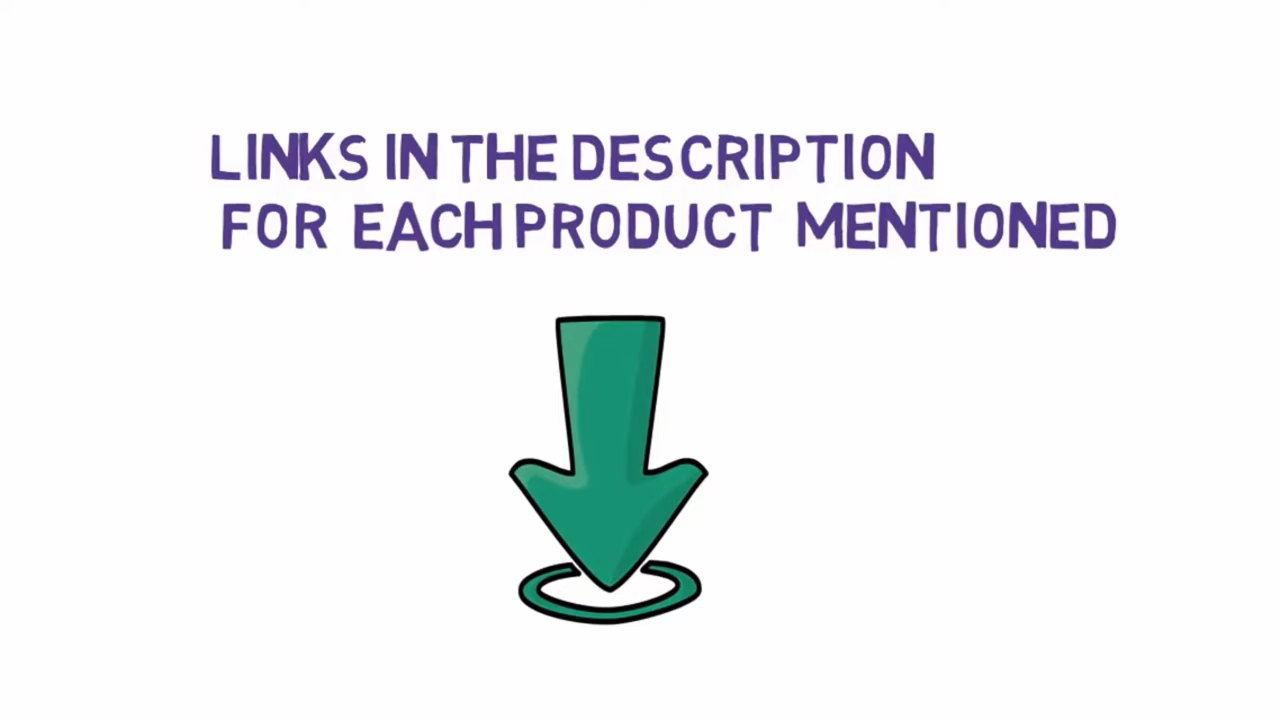 LINKS IN THE DESCRIPTION
FOR EACH PRODUCT MENTIONED